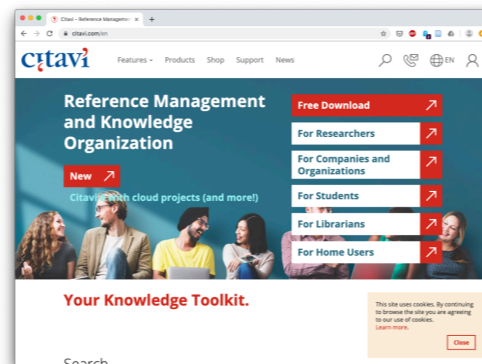 Citavi – Reference Management
citavi.com/en
citavi
Features
Products
Shop
Support
News
EN
Reference Management
and Knowledge
Organization
New
with cloud projects (and more!)
Free Download
For Researchers
For Companies and
Organizations
For Students
For Librarians
For Home Users
Your Knowledge Toolkit.
This site uses cookies. By continuing
to browse the site you are agreeing
to our use of cookies.
Learn more.
Close
Search